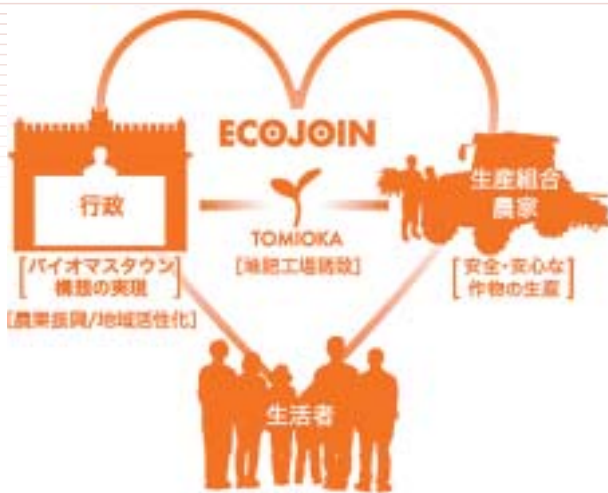 ECOJOIN
行政
生産組合
農家
TOMIOKA
[堆肥工場誘致]
[バイオマスタウン
構想の実現]
[農業振興/地域活性化]
[安全・安心な
作物の生産]
生活者